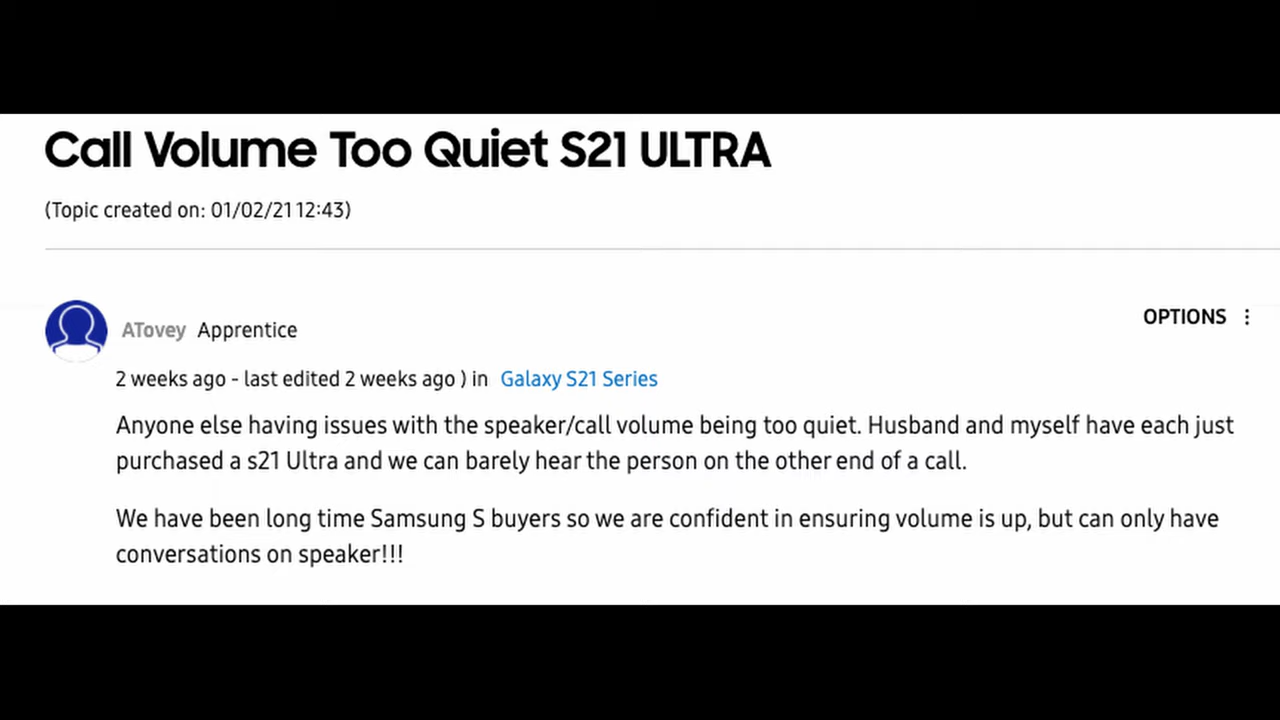 Call Volume Too Quiet S21 ULTRA
(Topic created on: 01/02/21 12:43)
OPTIONS
ATovey Apprentice
2 weeks ago - last edited 2 weeks ago ) in Galaxy S21 Series
Anyone else having issues with the speaker/call volume being too quiet. Husband and myself have each just
purchased a s21 Ultra and we can barely hear the person on the other end of a call.
We have been long time Samsung S buyers so we are confident in ensuring volume is up, but can only have
conversations on speaker!!!